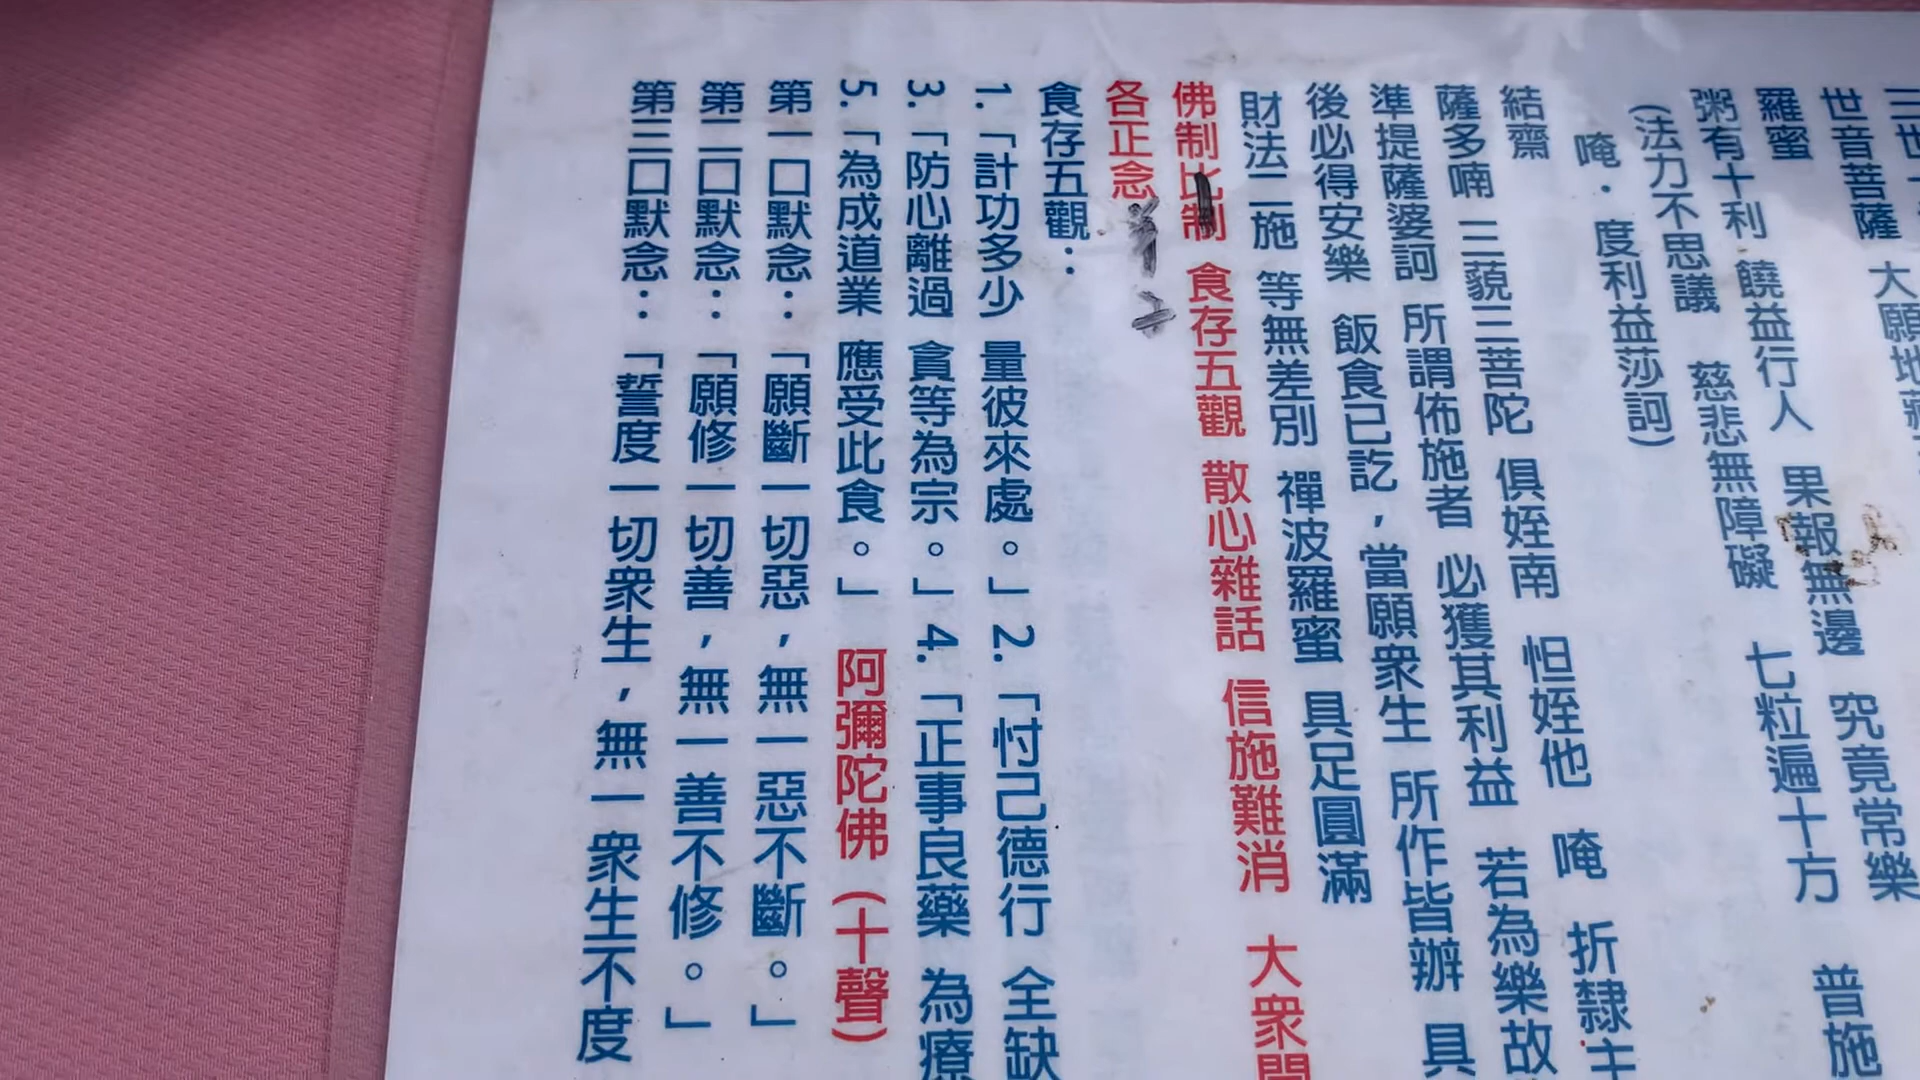 三世
世音菩薩 大願地藏
羅蜜
粥有十利 饒益行人 果報無邊 究竟常樂
(法力不思議 慈悲無障礙 七粒遍十方 普施
唵．度利益莎訶)
結齋
薩多喃 三藐三菩陀 俱姪南 怛姪他 唵 折隸主
準提薩婆訶 所謂佈施者 必獲其利益 若為樂故
後必得安樂 飯食已訖，當願眾生 所作皆辦 具
財法二施 等無差別 禪波羅蜜 具足圓滿
佛制比制 食存五觀 散心雜話 信施難消 大眾聞
各正念
食存五觀：
1.「計功多少 量彼來處。」2.「忖己德行 全缺
3.「防心離過 貪等為宗。」4.「正事良藥 為療
5.「為成道業 應受此食。」 阿彌陀佛（十聲）
第一口默念：「願斷一切惡，無一惡不斷。」
第二口默念：「願修一切善，無一善不修。」
第三口默念：「誓度一切眾生，無一眾生不度